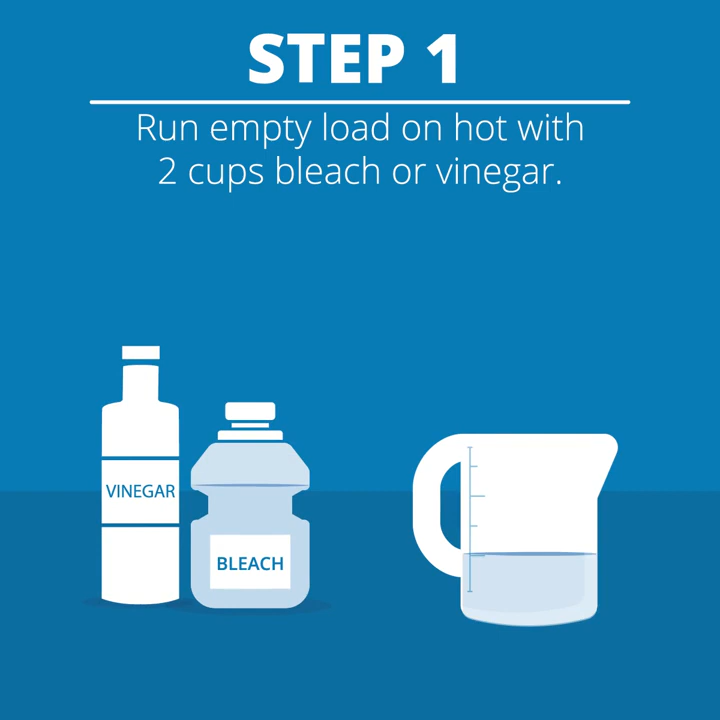 STEP 1
Run empty load on hot with
2 cups bleach or vinegar.
VINEGAR
BLEACH